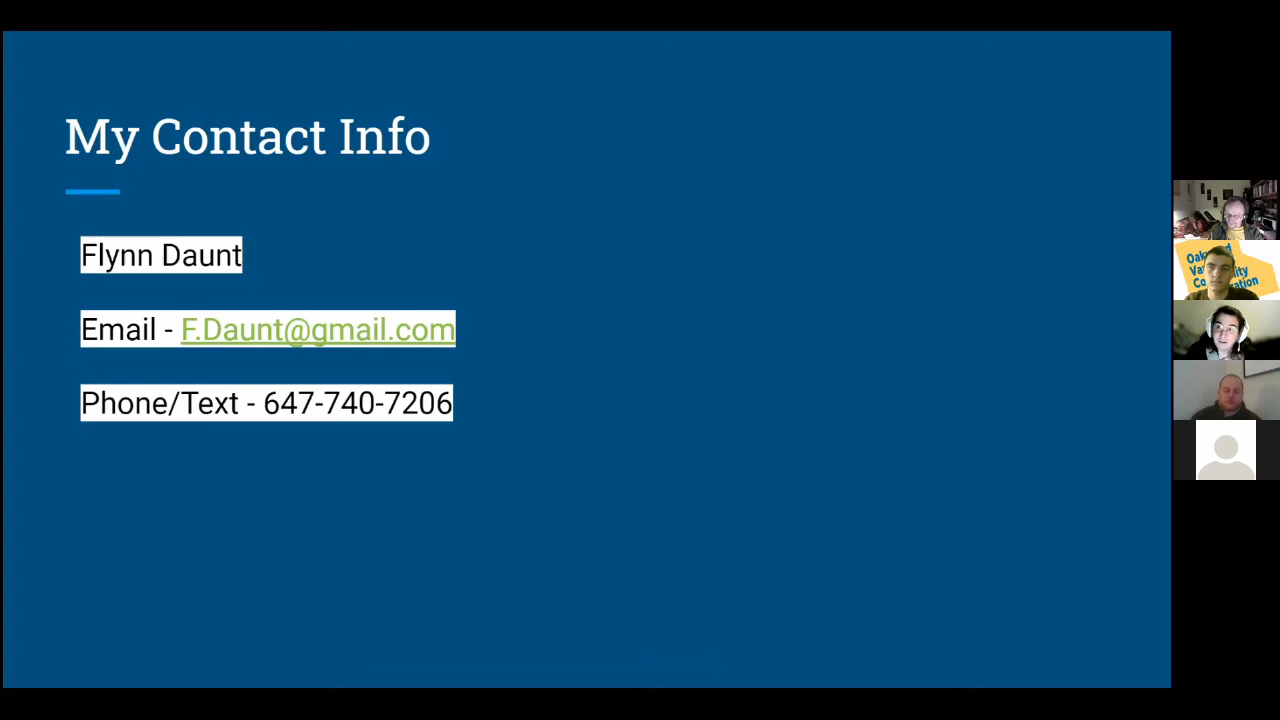 My Contact Info
Flynn Daunt
Email - F.Daunt@gmail.com
Phone/Text - 647-740-7206